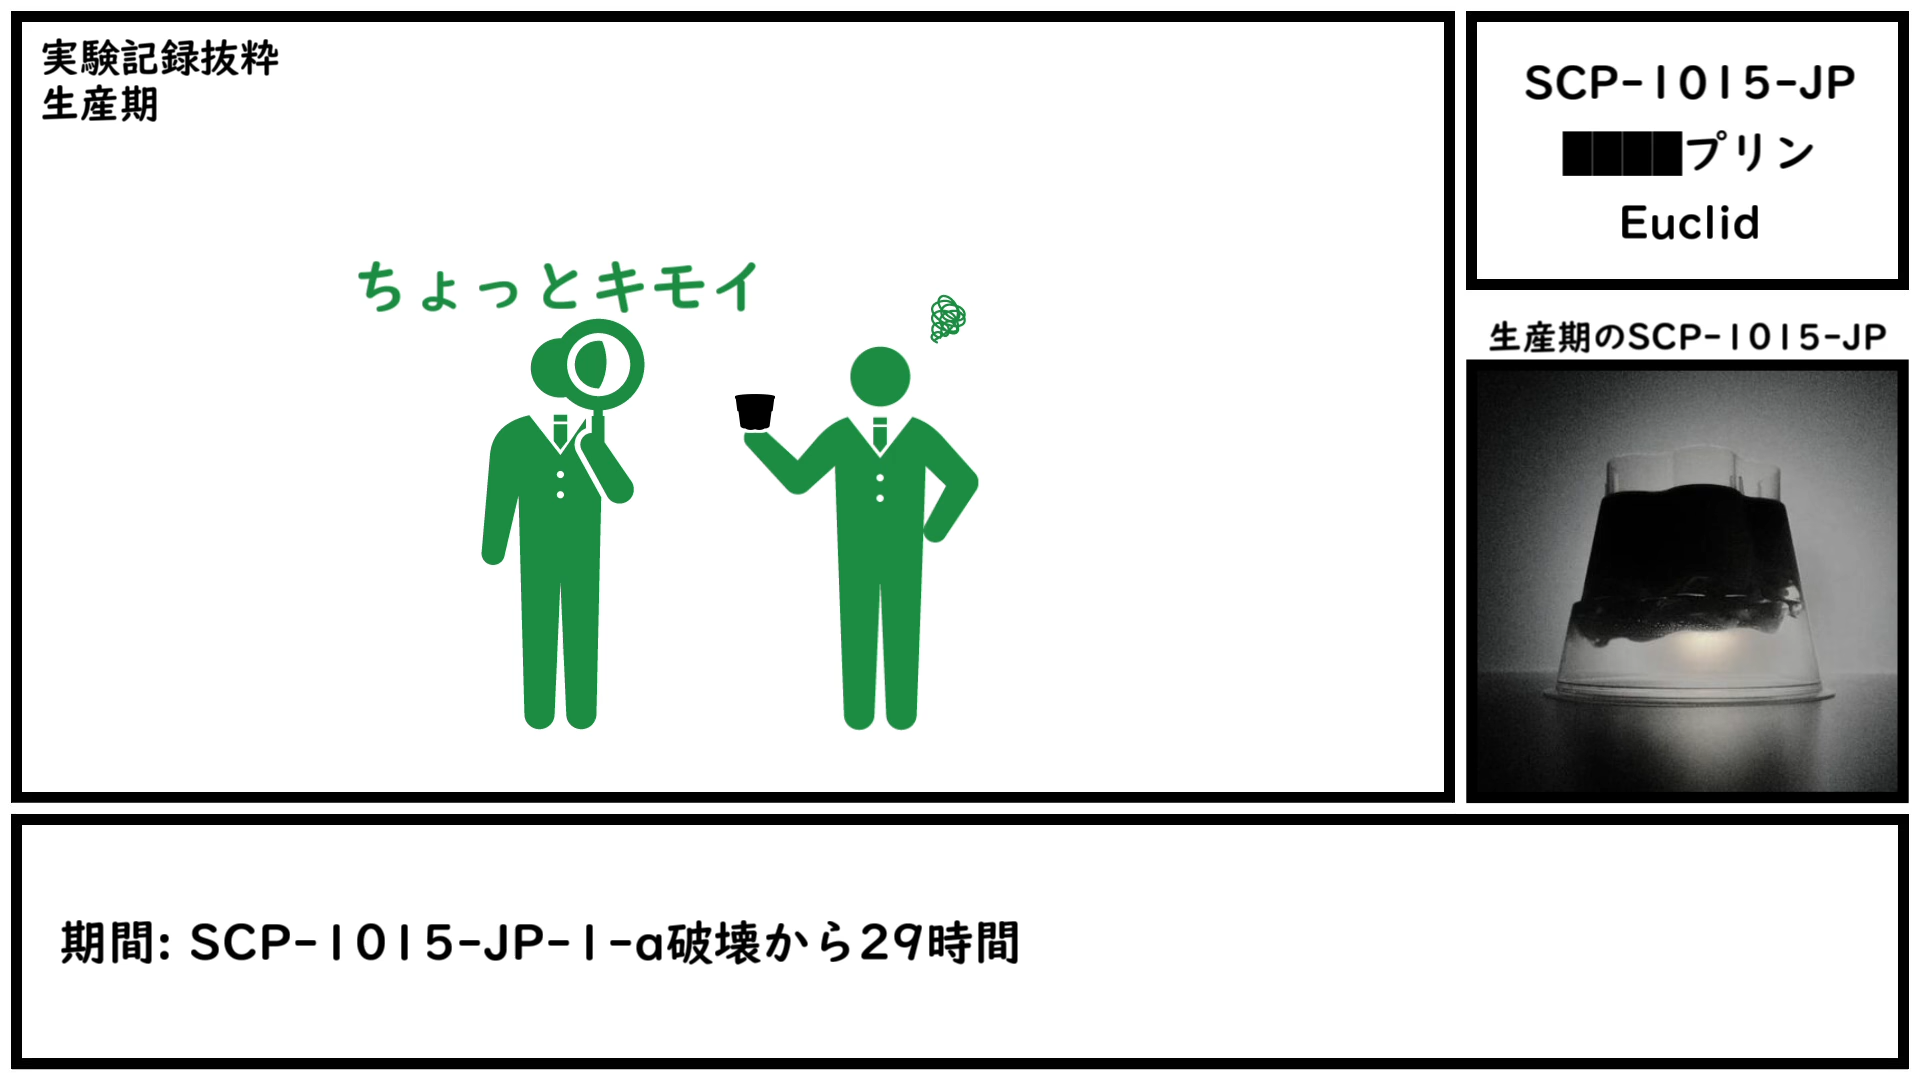 実験記録抜粋
生産期
ちょっとキモイ
SCP-1015-JP
████プリン
Euclid
生産期のSCP-1015-JP
期間: SCP-1015-JP-1-a破壊から29時間